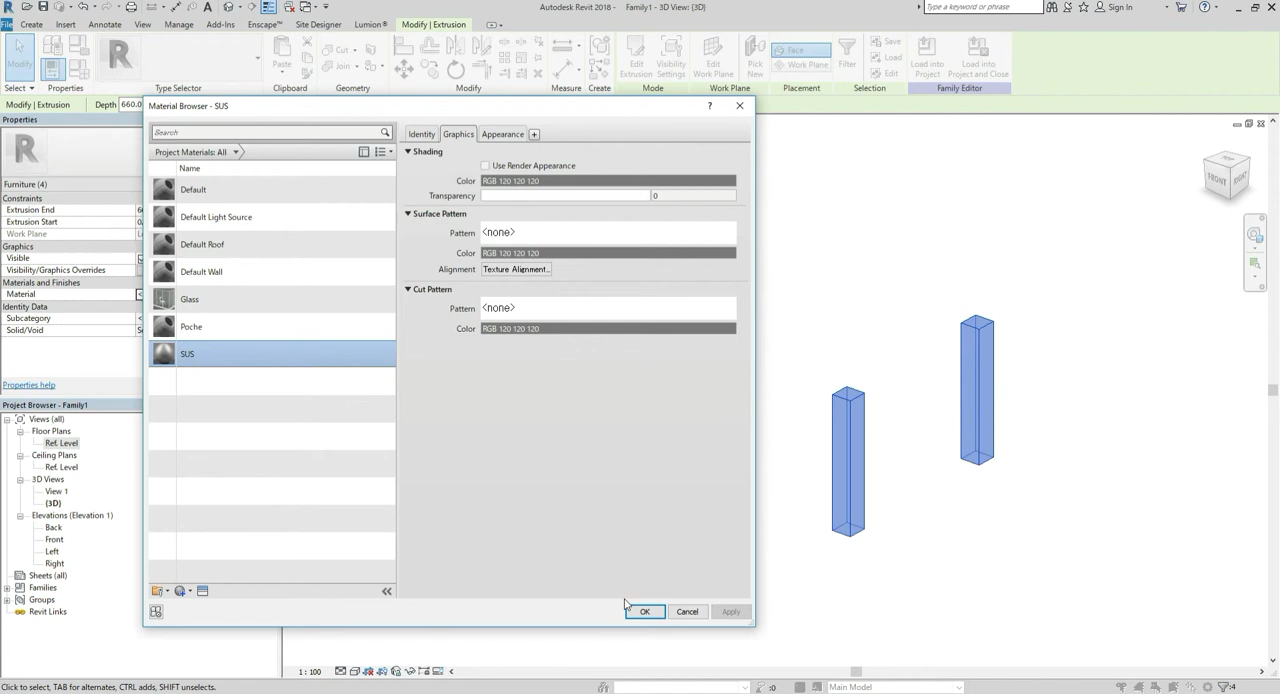 Autodesk Revit 2018 - Family1 - 3D View: {3D}
Type a keyword or phrase
Sign In
File Create Insert Annotate View Manage Add-Ins Enscape™ Site Designer Lumion® Modify | Extrusion
Modify
Paste
Cut
Join
Edit Extrusion
Visibility Settings
Edit Work Plane
Pick New
Face
Work Plane
Filter
Save
Load
Edit
Load into Project
Load into Project and Close
Select Properties Type Selector Clipboard Geometry Modify Measure Create Mode Work Plane Placement Selection Family Editor
Modify | Extrusion Depth 660.0
Properties
Furniture (4)
Constraints
Extrusion End
Extrusion Start
Work Plane
Graphics
Visible
Visibility/Graphics Overrides
Materials and Finishes
Material
Identity Data
Subcategory
Solid/Void
Properties help
Project Browser - Family1
Views (all)
Floor Plans
Ref. Level
Ceiling Plans
Ref. Level
3D Views
View 1
{3D}
Elevations (Elevation 1)
Back
Front
Left
Right
Sheets (all)
Families
Groups
Revit Links
Material Browser - SUS
Search
Project Materials: All
Name
Default
Default Light Source
Default Roof
Default Wall
Glass
Poche
SUS
Identity Graphics Appearance
Shading
Use Render Appearance
Color RGB 120 120 120
Transparency 0
Surface Pattern
Pattern <none>
Color RGB 120 120 120
Alignment Texture Alignment...
Cut Pattern
Pattern <none>
Color RGB 120 120 120
OK Cancel Apply
TOP
FRONT
RIGHT
1 : 100
Click to select, TAB for alternates, CTRL adds, SHIFT unselects.
:0
Main Model
:4